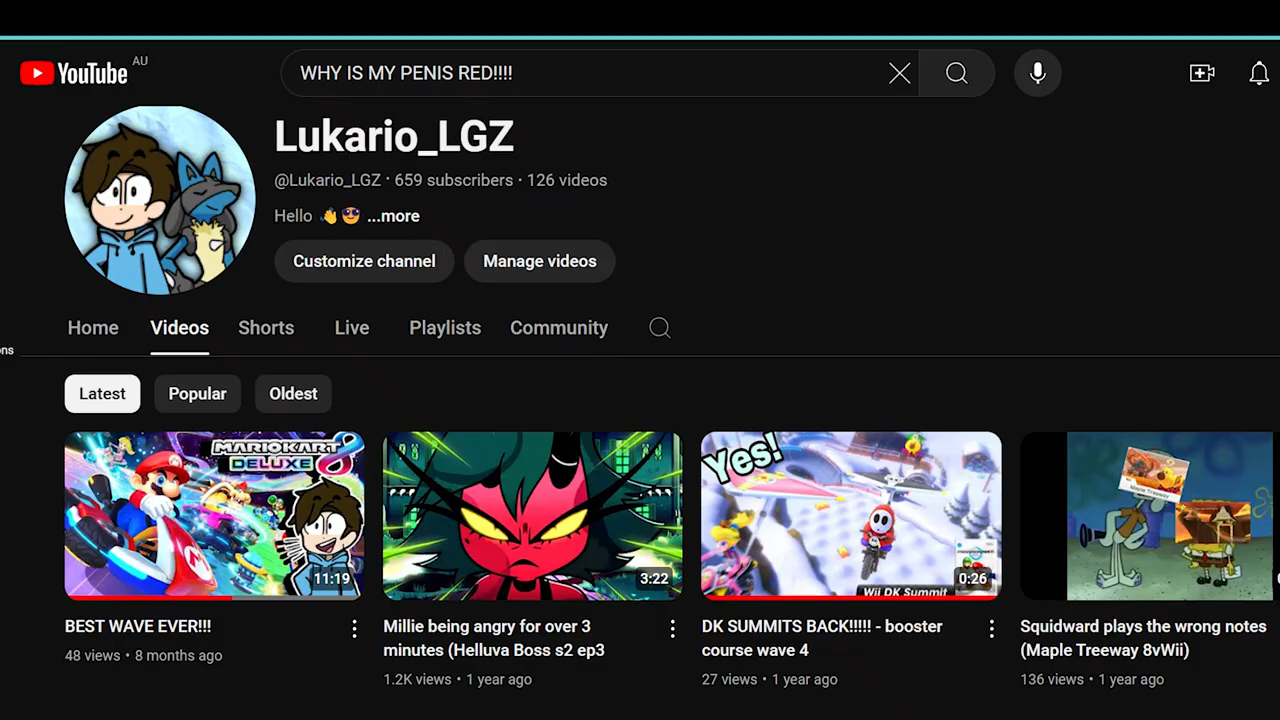 YouTube AU
WHY IS MY PENIS RED!!!!
Lukario_LGZ
@Lukario_LGZ · 659 subscribers · 126 videos
Hello 👋 😎 ...more
Customize channel
Manage videos
Home
Videos
Shorts
Live
Playlists
Community
ons
Latest
Popular
Oldest
MARIOKART 8
DELUXE
11:19
3:22
Yes!
Wii DK Summit
0:26
Maple Treeway
BEST WAVE EVER!!!
48 views · 8 months ago
Millie being angry for over 3
minutes (Helluva Boss s2 ep3
1.2K views · 1 year ago
DK SUMMITS BACK!!!!! - booster
course wave 4
27 views · 1 year ago
Squidward plays the wrong notes
(Maple Treeway 8vWii)
136 views · 1 year ago